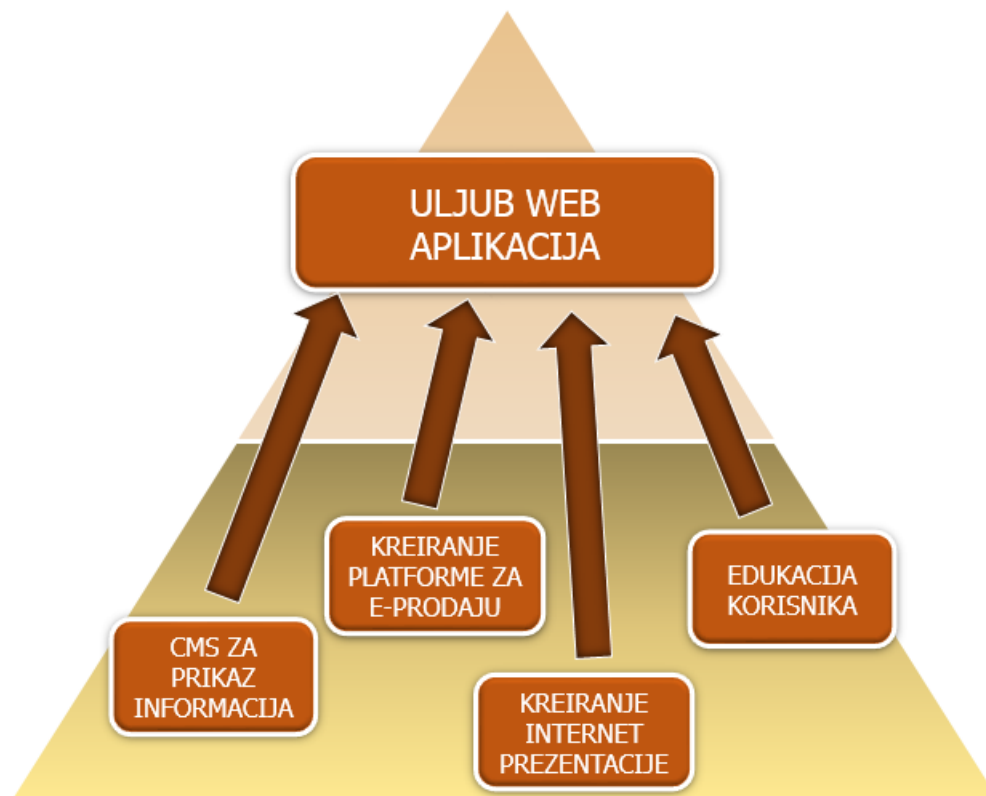 ULJUB WEB
APLIKACIJA
KREIRANJE
PLATFORME ZA
E-PRODAJU
EDUKACIJA
KORISNIKA
CMS ZA
PRIKAZ
INFORMACIJA
KREIRANJE
INTERNET
PREZENTACIJE